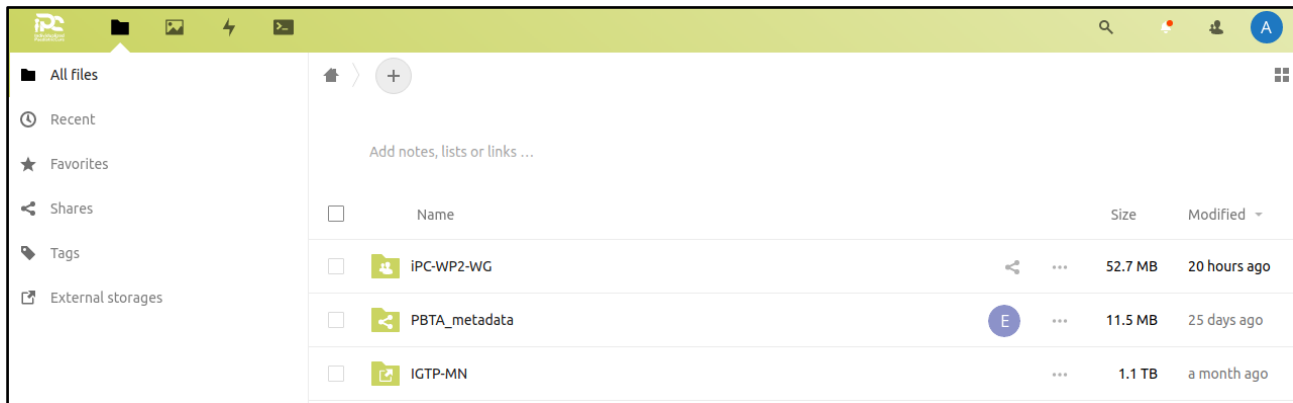 iPC
A
All files
Recent
Favorites
Shares
Tags
External storages
Add notes, lists or links ...
Name Size Modified
iPC-WP2-WG 52.7 MB 20 hours ago
PBTA_metadata E 11.5 MB 25 days ago
IGTP-MN 1.1 TB a month ago